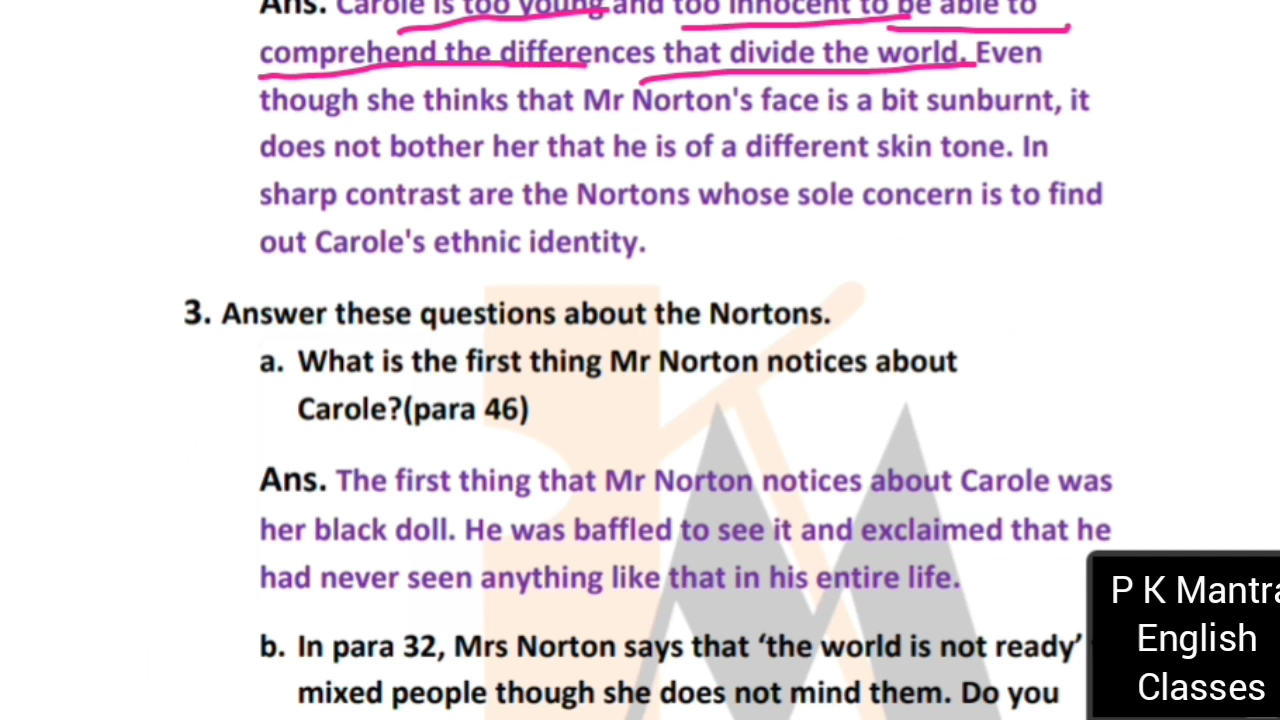 Ans. Carole is too young and too innocent to be able to
comprehend the differences that divide the world. Even
though she thinks that Mr Norton's face is a bit sunburnt, it
does not bother her that he is of a different skin tone. In
sharp contrast are the Nortons whose sole concern is to find
out Carole's ethnic identity.
3. Answer these questions about the Nortons.
a. What is the first thing Mr Norton notices about
Carole?(para 46)
Ans. The first thing that Mr Norton notices about Carole was
her black doll. He was baffled to see it and exclaimed that he
had never seen anything like that in his entire life.
b. In para 32, Mrs Norton says that ‘the world is not ready’
mixed people though she does not mind them. Do you
P K Mantra
English
Classes